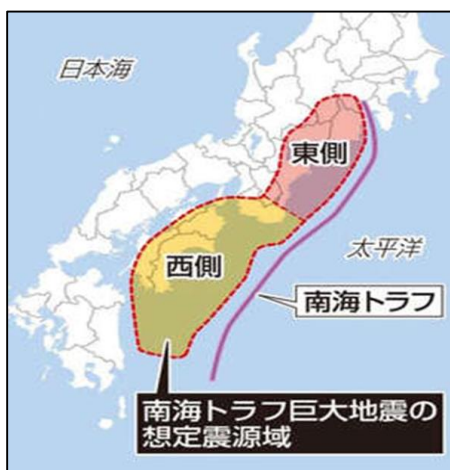 日本海
東側
太平洋
西側
南海トラフ
南海トラフ巨大地震の
想定震源域